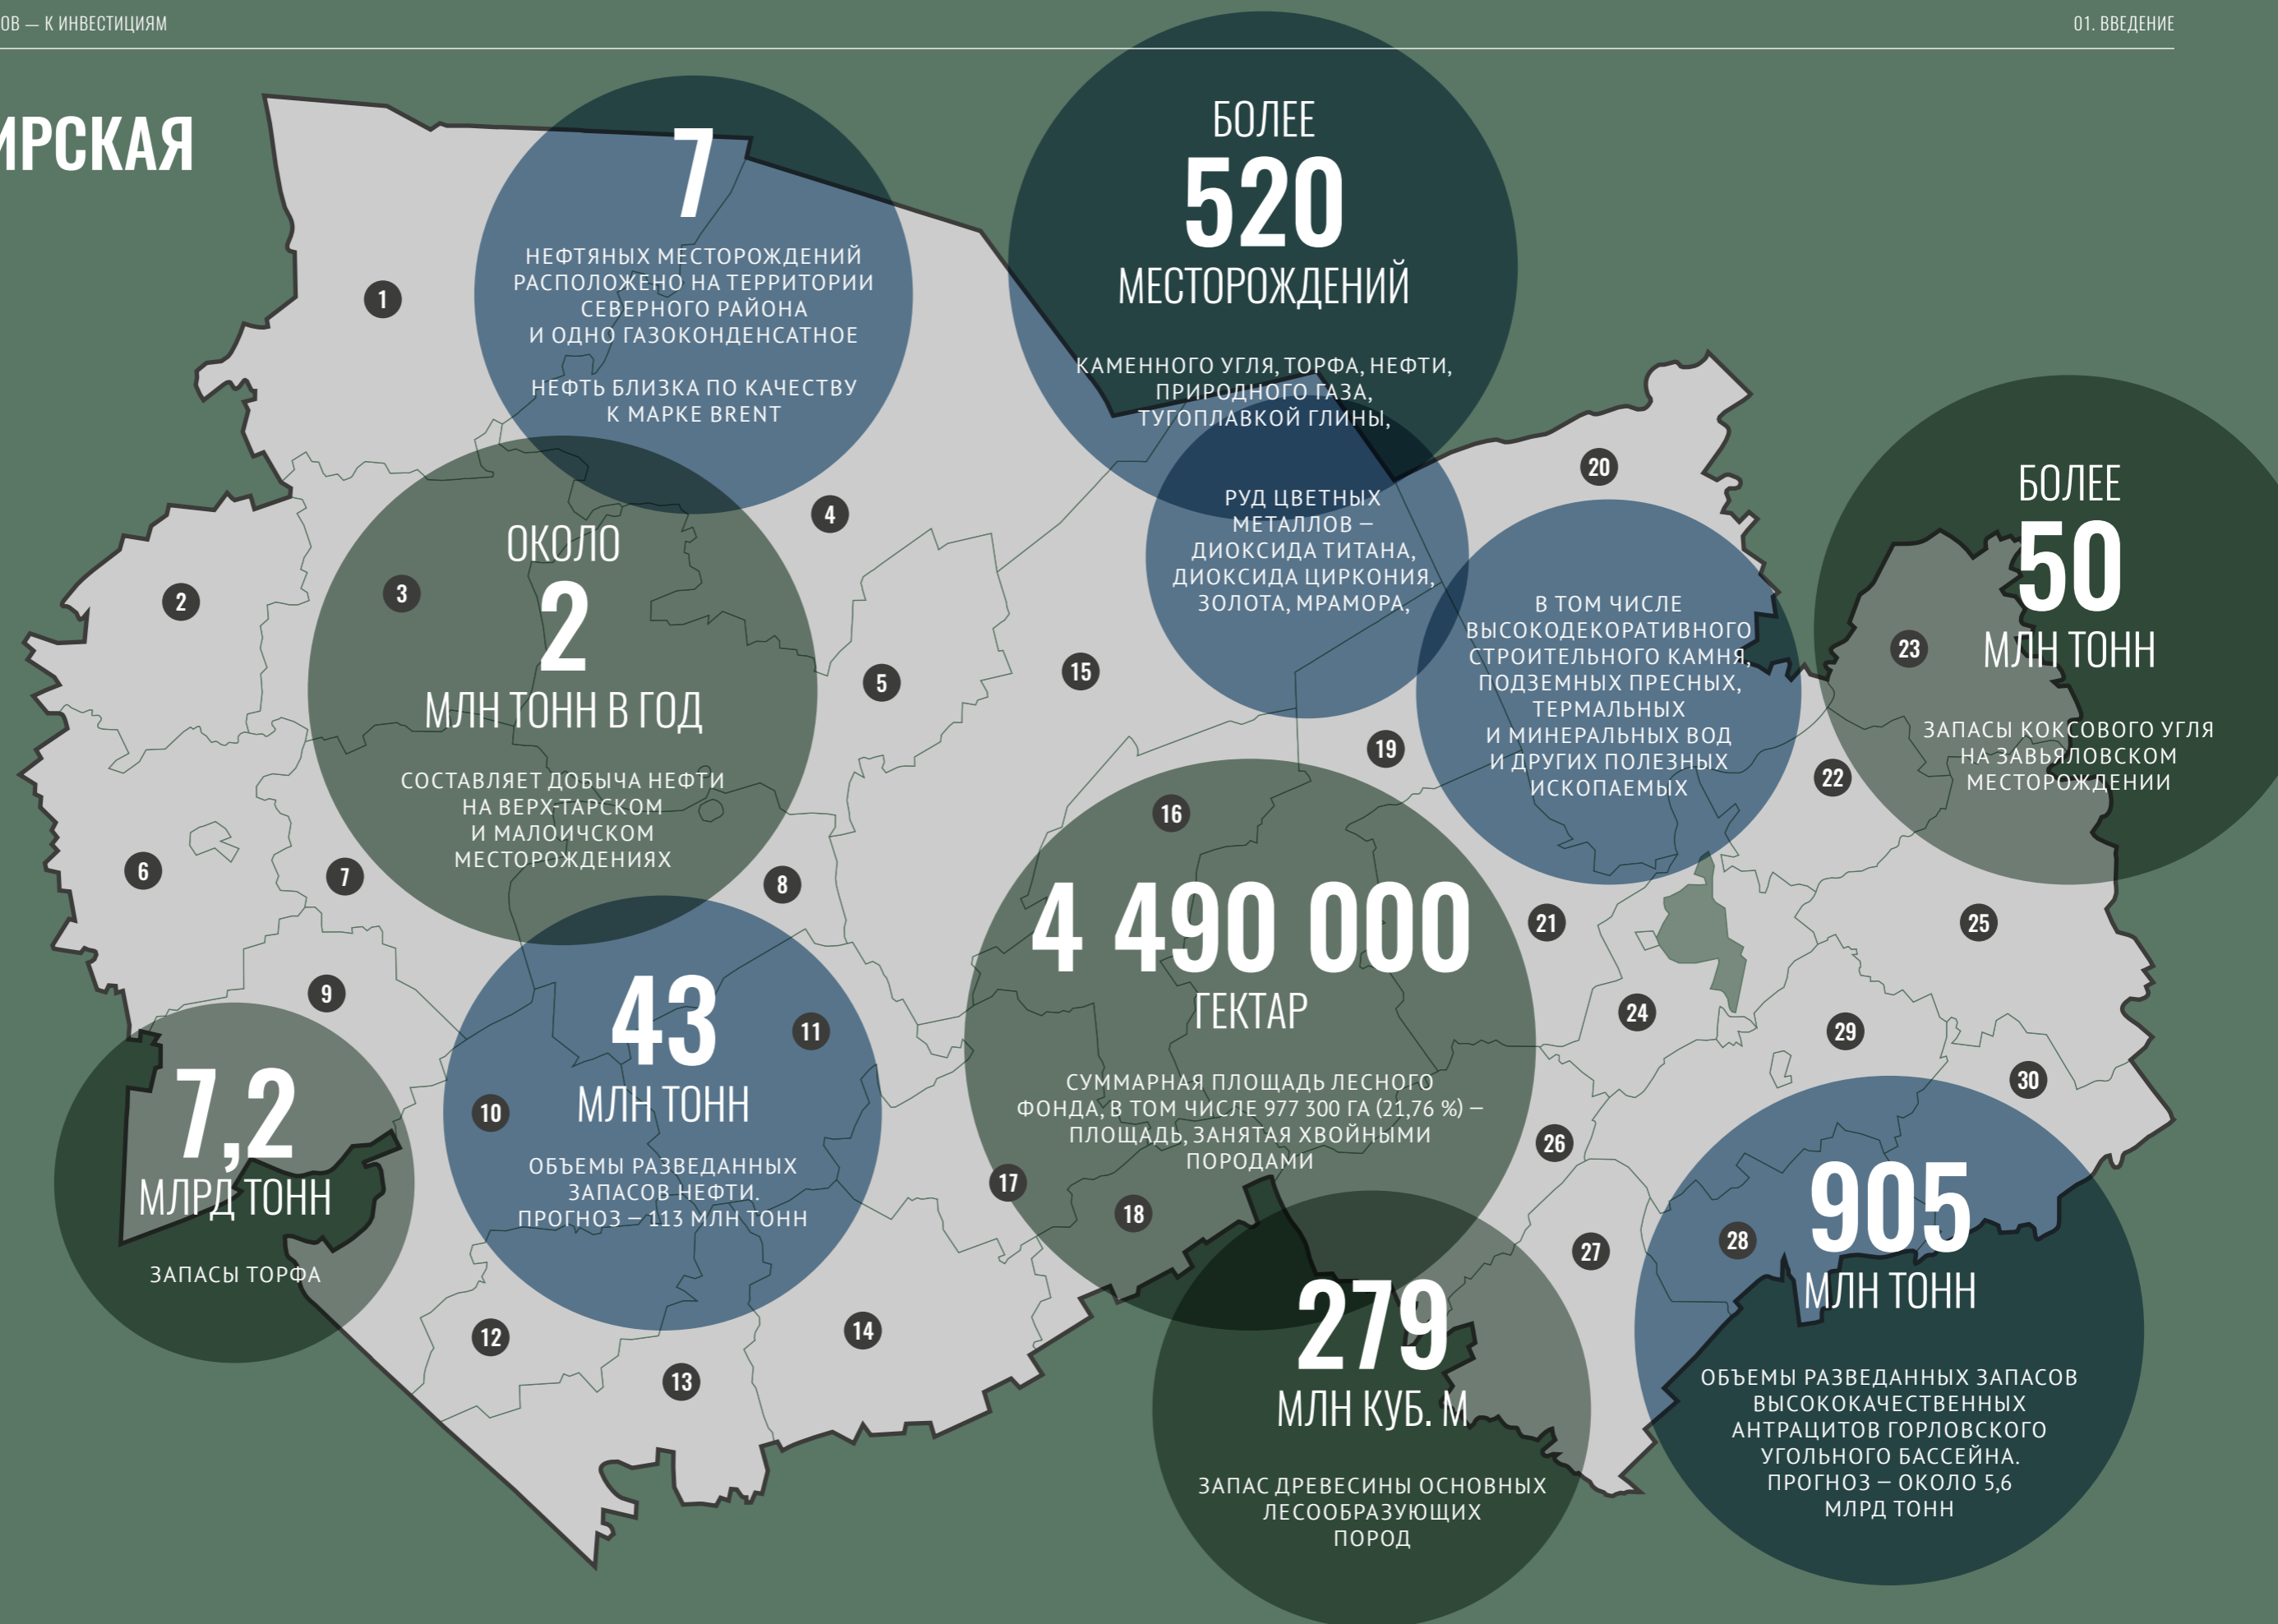 ОВ — К ИНВЕСТИЦИЯМ
01. ВВЕДЕНИЕ
ИРСКАЯ
7
НЕФТЯНЫХ МЕСТОРОЖДЕНИЙ
РАСПОЛОЖЕНО НА ТЕРРИТОРИИ
СЕВЕРНОГО РАЙОНА
И ОДНО ГАЗОКОНДЕНСАТНОЕ
НЕФТЬ БЛИЗКА ПО КАЧЕСТВУ
К МАРКЕ BRENT
БОЛЕЕ
520
МЕСТОРОЖДЕНИЙ
КАМЕННОГО УГЛЯ, ТОРФА, НЕФТИ,
ПРИРОДНОГО ГАЗА,
ТУГОПЛАВКОЙ ГЛИНЫ,
РУД ЦВЕТНЫХ
МЕТАЛЛОВ —
ДИОКСИДА ТИТАНА,
ДИОКСИДА ЦИРКОНИЯ,
ЗОЛОТА, МРАМОРА,
В ТОМ ЧИСЛЕ
ВЫСОКОДЕКОРАТИВНОГО
СТРОИТЕЛЬНОГО КАМНЯ,
ПОДЗЕМНЫХ ПРЕСНЫХ,
ТЕРМАЛЬНЫХ
И МИНЕРАЛЬНЫХ ВОД
И ДРУГИХ ПОЛЕЗНЫХ
ИСКОПАЕМЫХ
БОЛЕЕ
50
МЛН ТОНН
ЗАПАСЫ КОКСОВОГО УГЛЯ
НА ЗАВЬЯЛОВСКОМ
МЕСТОРОЖДЕНИИ
ОКОЛО
2
МЛН ТОНН В ГОД
СОСТАВЛЯЕТ ДОБЫЧА НЕФТИ
НА ВЕРХ-ТАРСКОМ
И МАЛОИЧСКОМ
МЕСТОРОЖДЕНИЯХ
4 490 000
ГЕКТАР
СУММАРНАЯ ПЛОЩАДЬ ЛЕСНОГО
ФОНДА, В ТОМ ЧИСЛЕ 977 300 ГА (21,76 %) —
ПЛОЩАДЬ, ЗАНЯТАЯ ХВОЙНЫМИ
ПОРОДАМИ
43
МЛН ТОНН
ОБЪЕМЫ РАЗВЕДАННЫХ
ЗАПАСОВ НЕФТИ.
ПРОГНОЗ — 113 МЛН ТОНН
7,2
МЛРД ТОНН
ЗАПАСЫ ТОРФА
279
МЛН КУБ. М
ЗАПАС ДРЕВЕСИНЫ ОСНОВНЫХ
ЛЕСООБРАЗУЮЩИХ
ПОРОД
905
МЛН ТОНН
ОБЪЕМЫ РАЗВЕДАННЫХ ЗАПАСОВ
ВЫСОКОКАЧЕСТВЕННЫХ
АНТРАЦИТОВ ГОРЛОВСКОГО
УГОЛЬНОГО БАССЕЙНА.
ПРОГНОЗ — ОКОЛО 5,6
МЛРД ТОНН
1
2
3
4
5
6
7
8
9
10
11
12
13
14
15
16
17
18
19
20
21
22
23
24
25
26
27
28
29
30